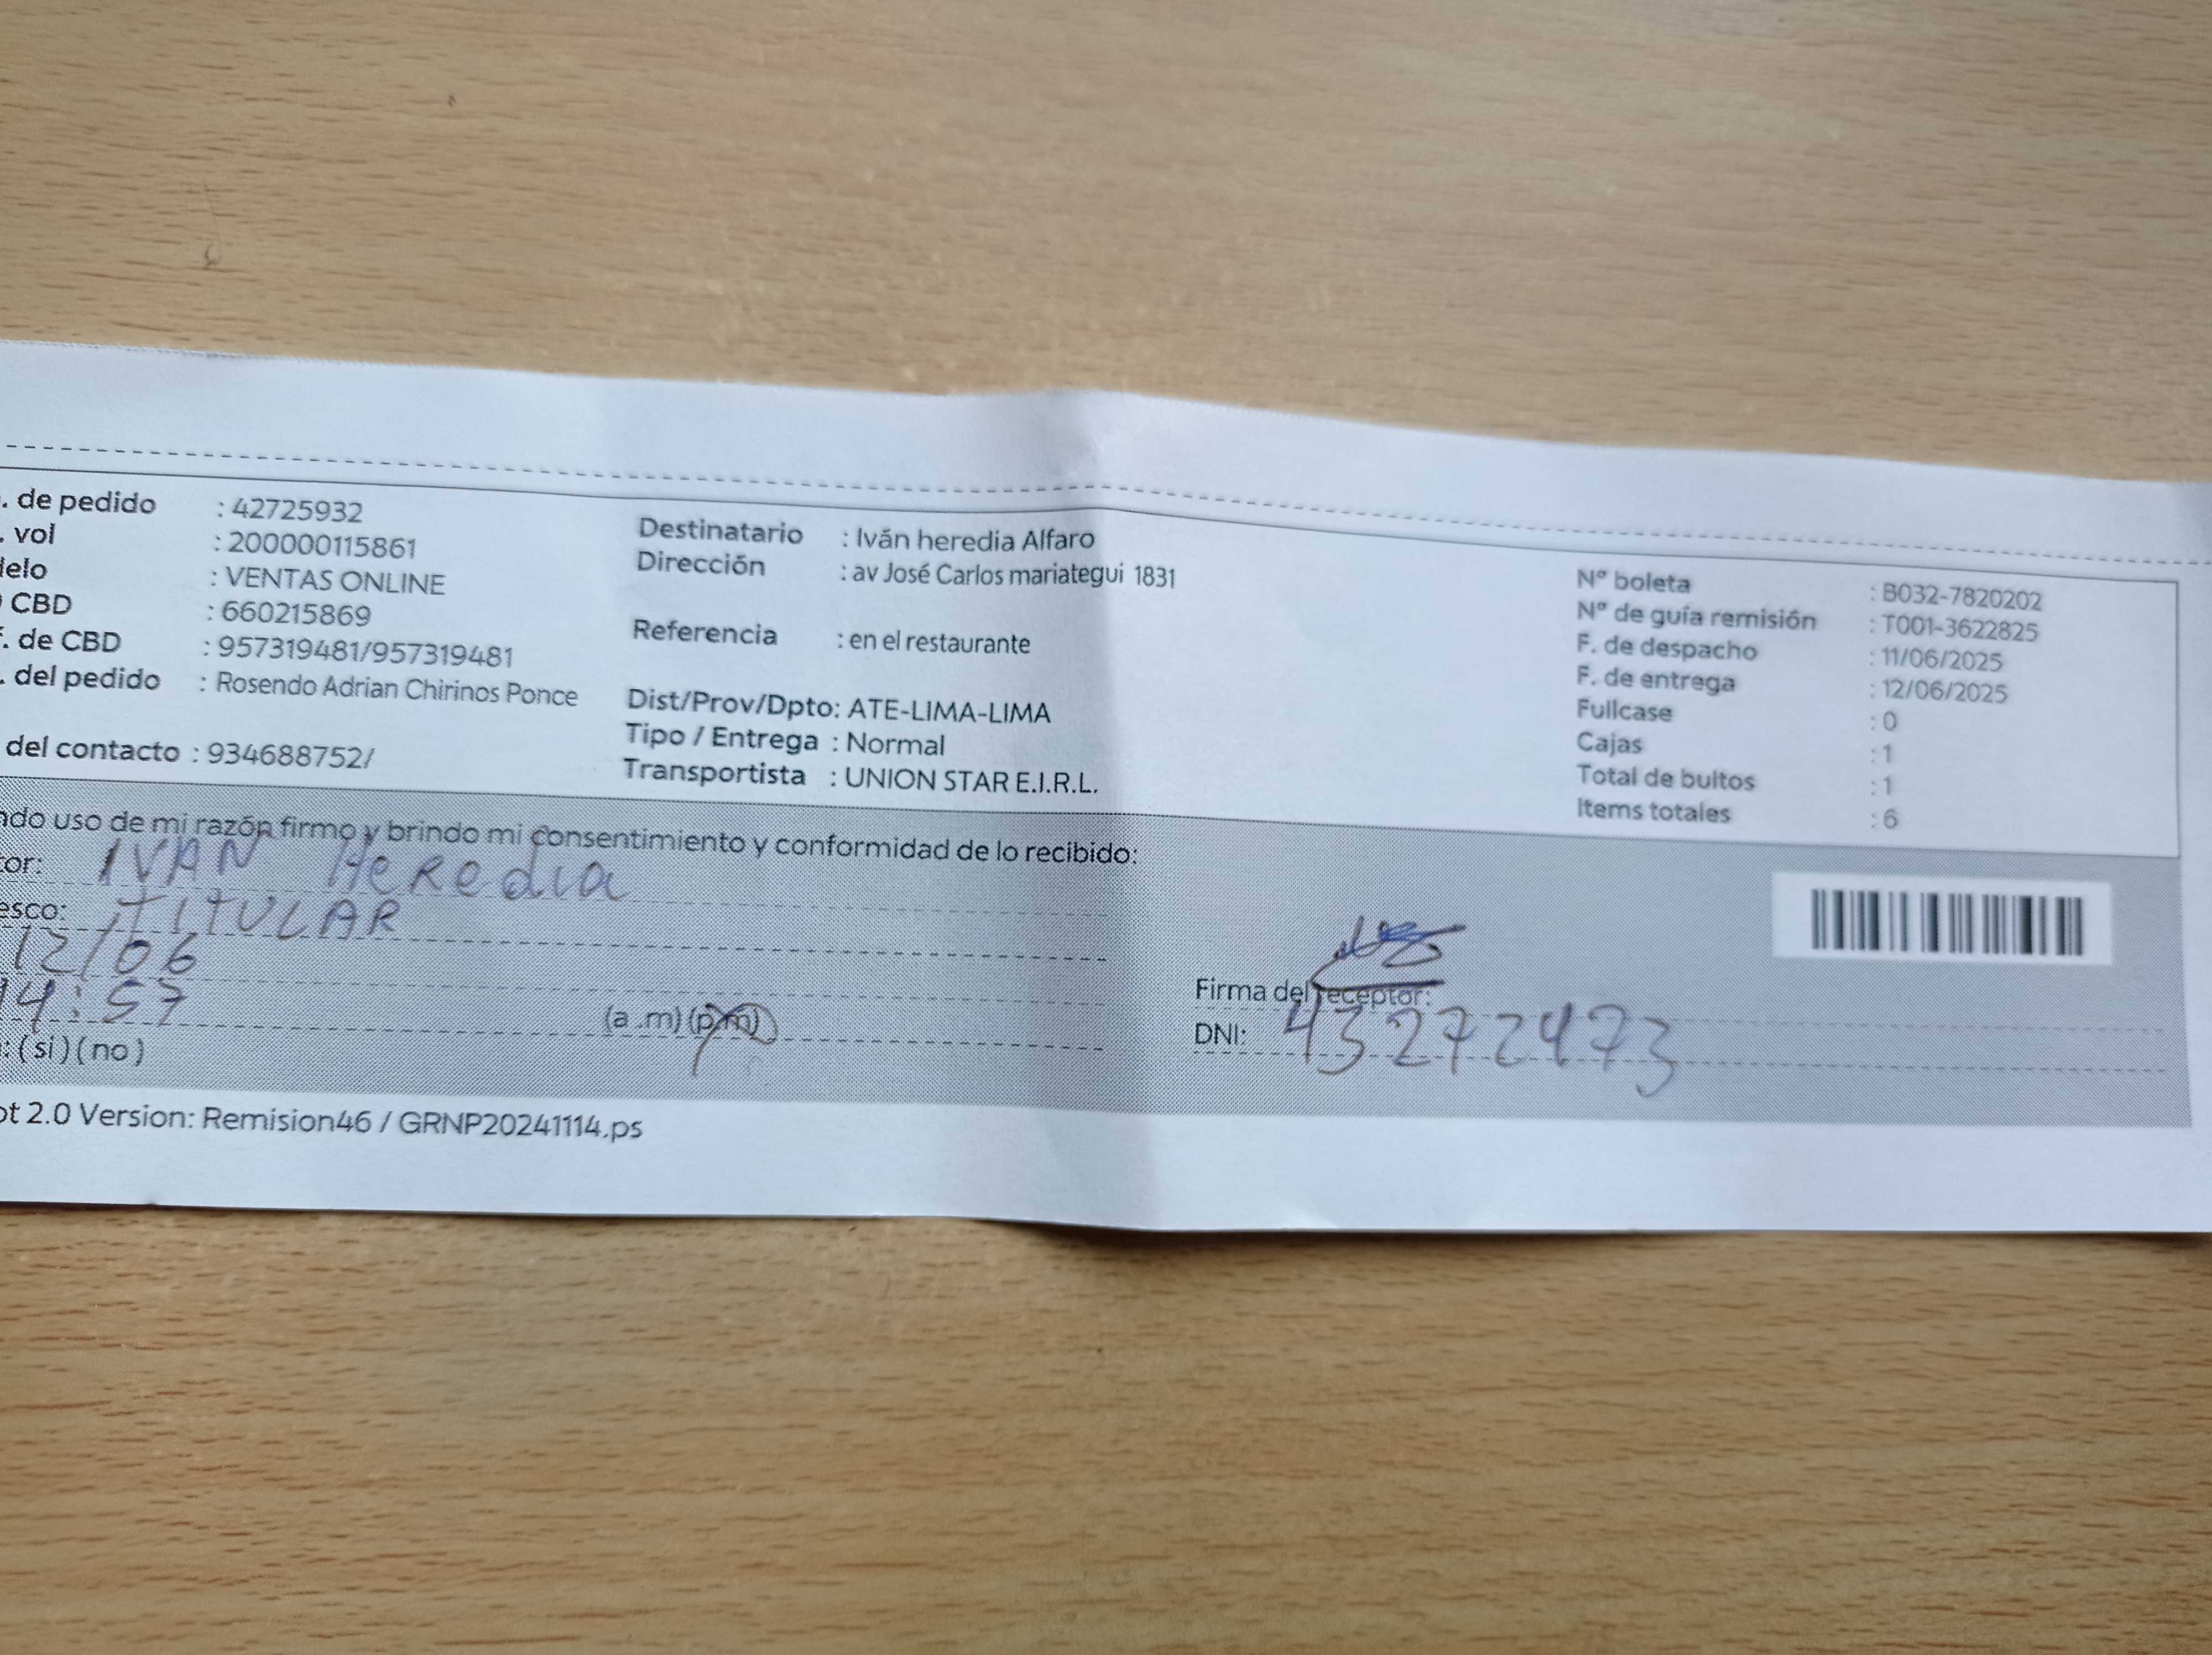 . de pedido : 42725932
. vol : 200000115861
delo : VENTAS ONLINE
CBD : 660215869
f. de CBD : 957319481/957319481
. del pedido : Rosendo Adrian Chirinos Ponce
del contacto : 934688752/
Destinatario : Iván heredia Alfaro
Dirección : av José Carlos mariategui 1831
Referencia : en el restaurante
Dist/Prov/Dpto: ATE-LIMA-LIMA
Tipo / Entrega : Normal
Transportista : UNION STAR E.I.R.L.
Nº boleta : B032-7820202
Nº de guía remisión : T001-3622825
F. de despacho : 11/06/2025
F. de entrega : 12/06/2025
Fullcase : 0
Cajas : 1
Total de bultos : 1
Items totales : 6
ndo uso de mi razón firmo y brindo mi consentimiento y conformidad de lo recibido:
tor: IVAN Heredia
esco: TITULAR
12/06
14:57 (a .m) (p.m)
: (si) (no)
Firma del receptor:
DNI: 43272473
ot 2.0 Version: Remision46 / GRNP20241114.ps